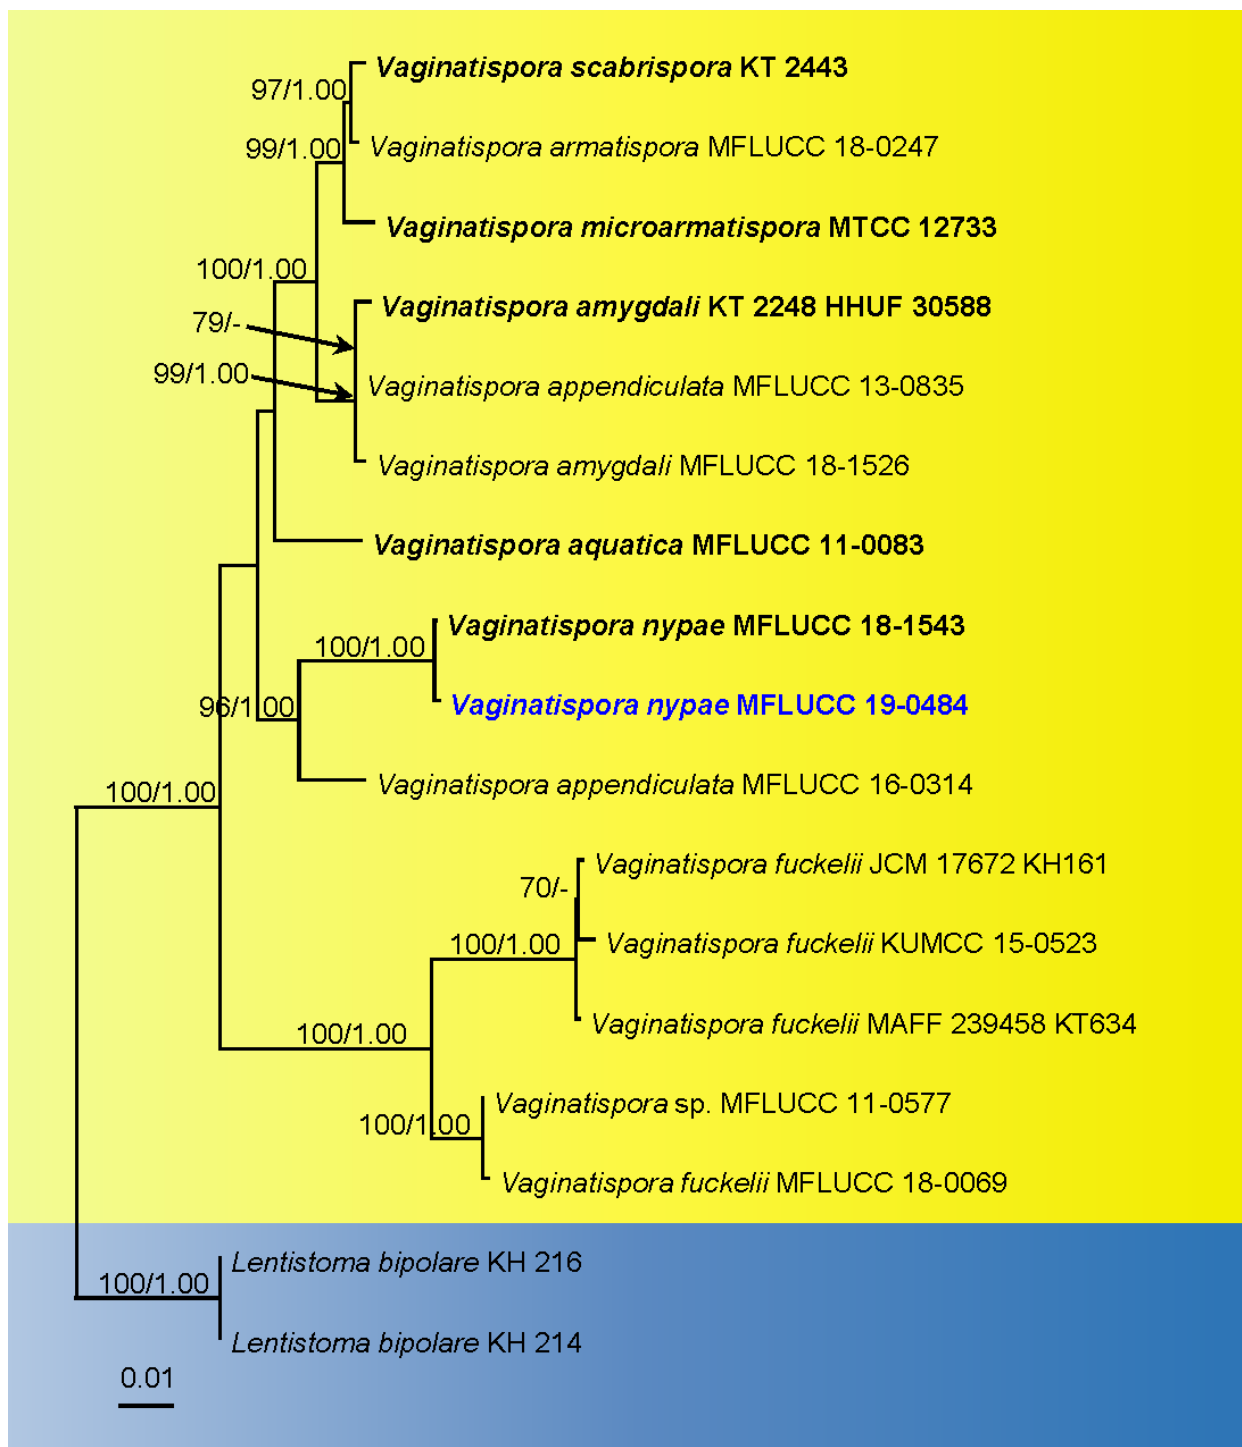 Vaginatispora scabrispora KT 2443
97/1.00
Vaginatispora armatispora MFLUCC 18-0247
99/1.00
Vaginatispora microarmatispora MTCC 12733
100/1.00
Vaginatispora amygdali KT 2248 HHUF 30588
79/-
99/1.00
Vaginatispora appendiculata MFLUCC 13-0835
Vaginatispora amygdali MFLUCC 18-1526
Vaginatispora aquatica MFLUCC 11-0083
Vaginatispora nypae MFLUCC 18-1543
100/1.00
Vaginatispora nypae MFLUCC 19-0484
96/1.00
Vaginatispora appendiculata MFLUCC 16-0314
100/1.00
Vaginatispora fuckelii JCM 17672 KH161
70/-
Vaginatispora fuckelii KUMCC 15-0523
100/1.00
Vaginatispora fuckelii MAFF 239458 KT634
100/1.00
Vaginatispora sp. MFLUCC 11-0577
100/1.00
Vaginatispora fuckelii MFLUCC 18-0069
Lentistoma bipolare KH 216
100/1.00
Lentistoma bipolare KH 214
0.01